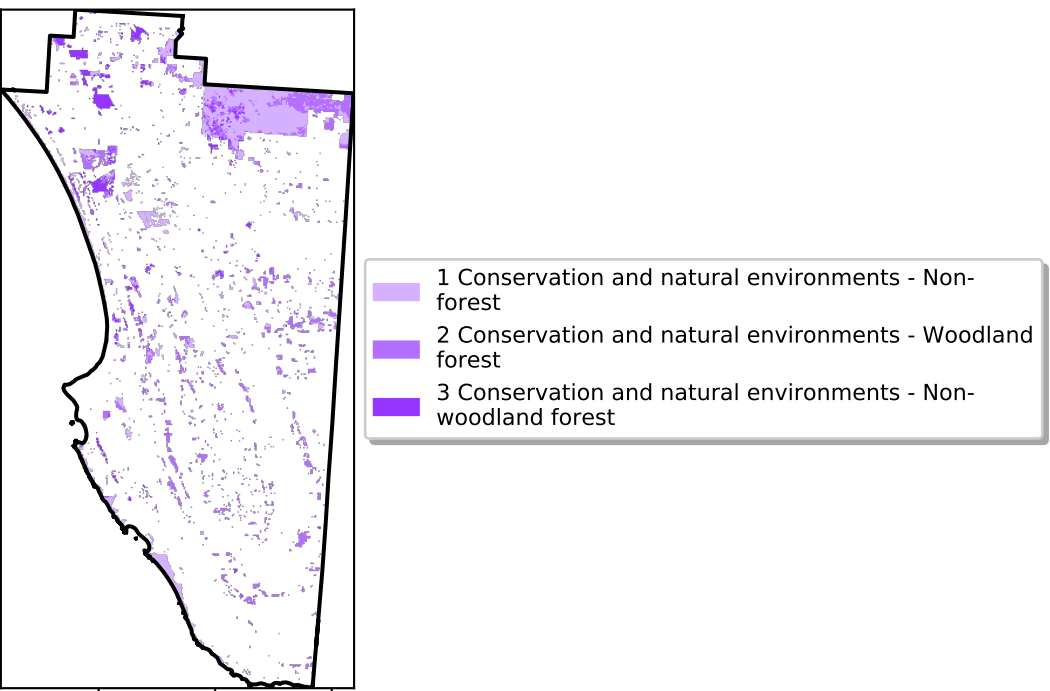 1 Conservation and natural environments - Non-
forest
2 Conservation and natural environments - Woodland
forest
3 Conservation and natural environments - Non-
woodland forest